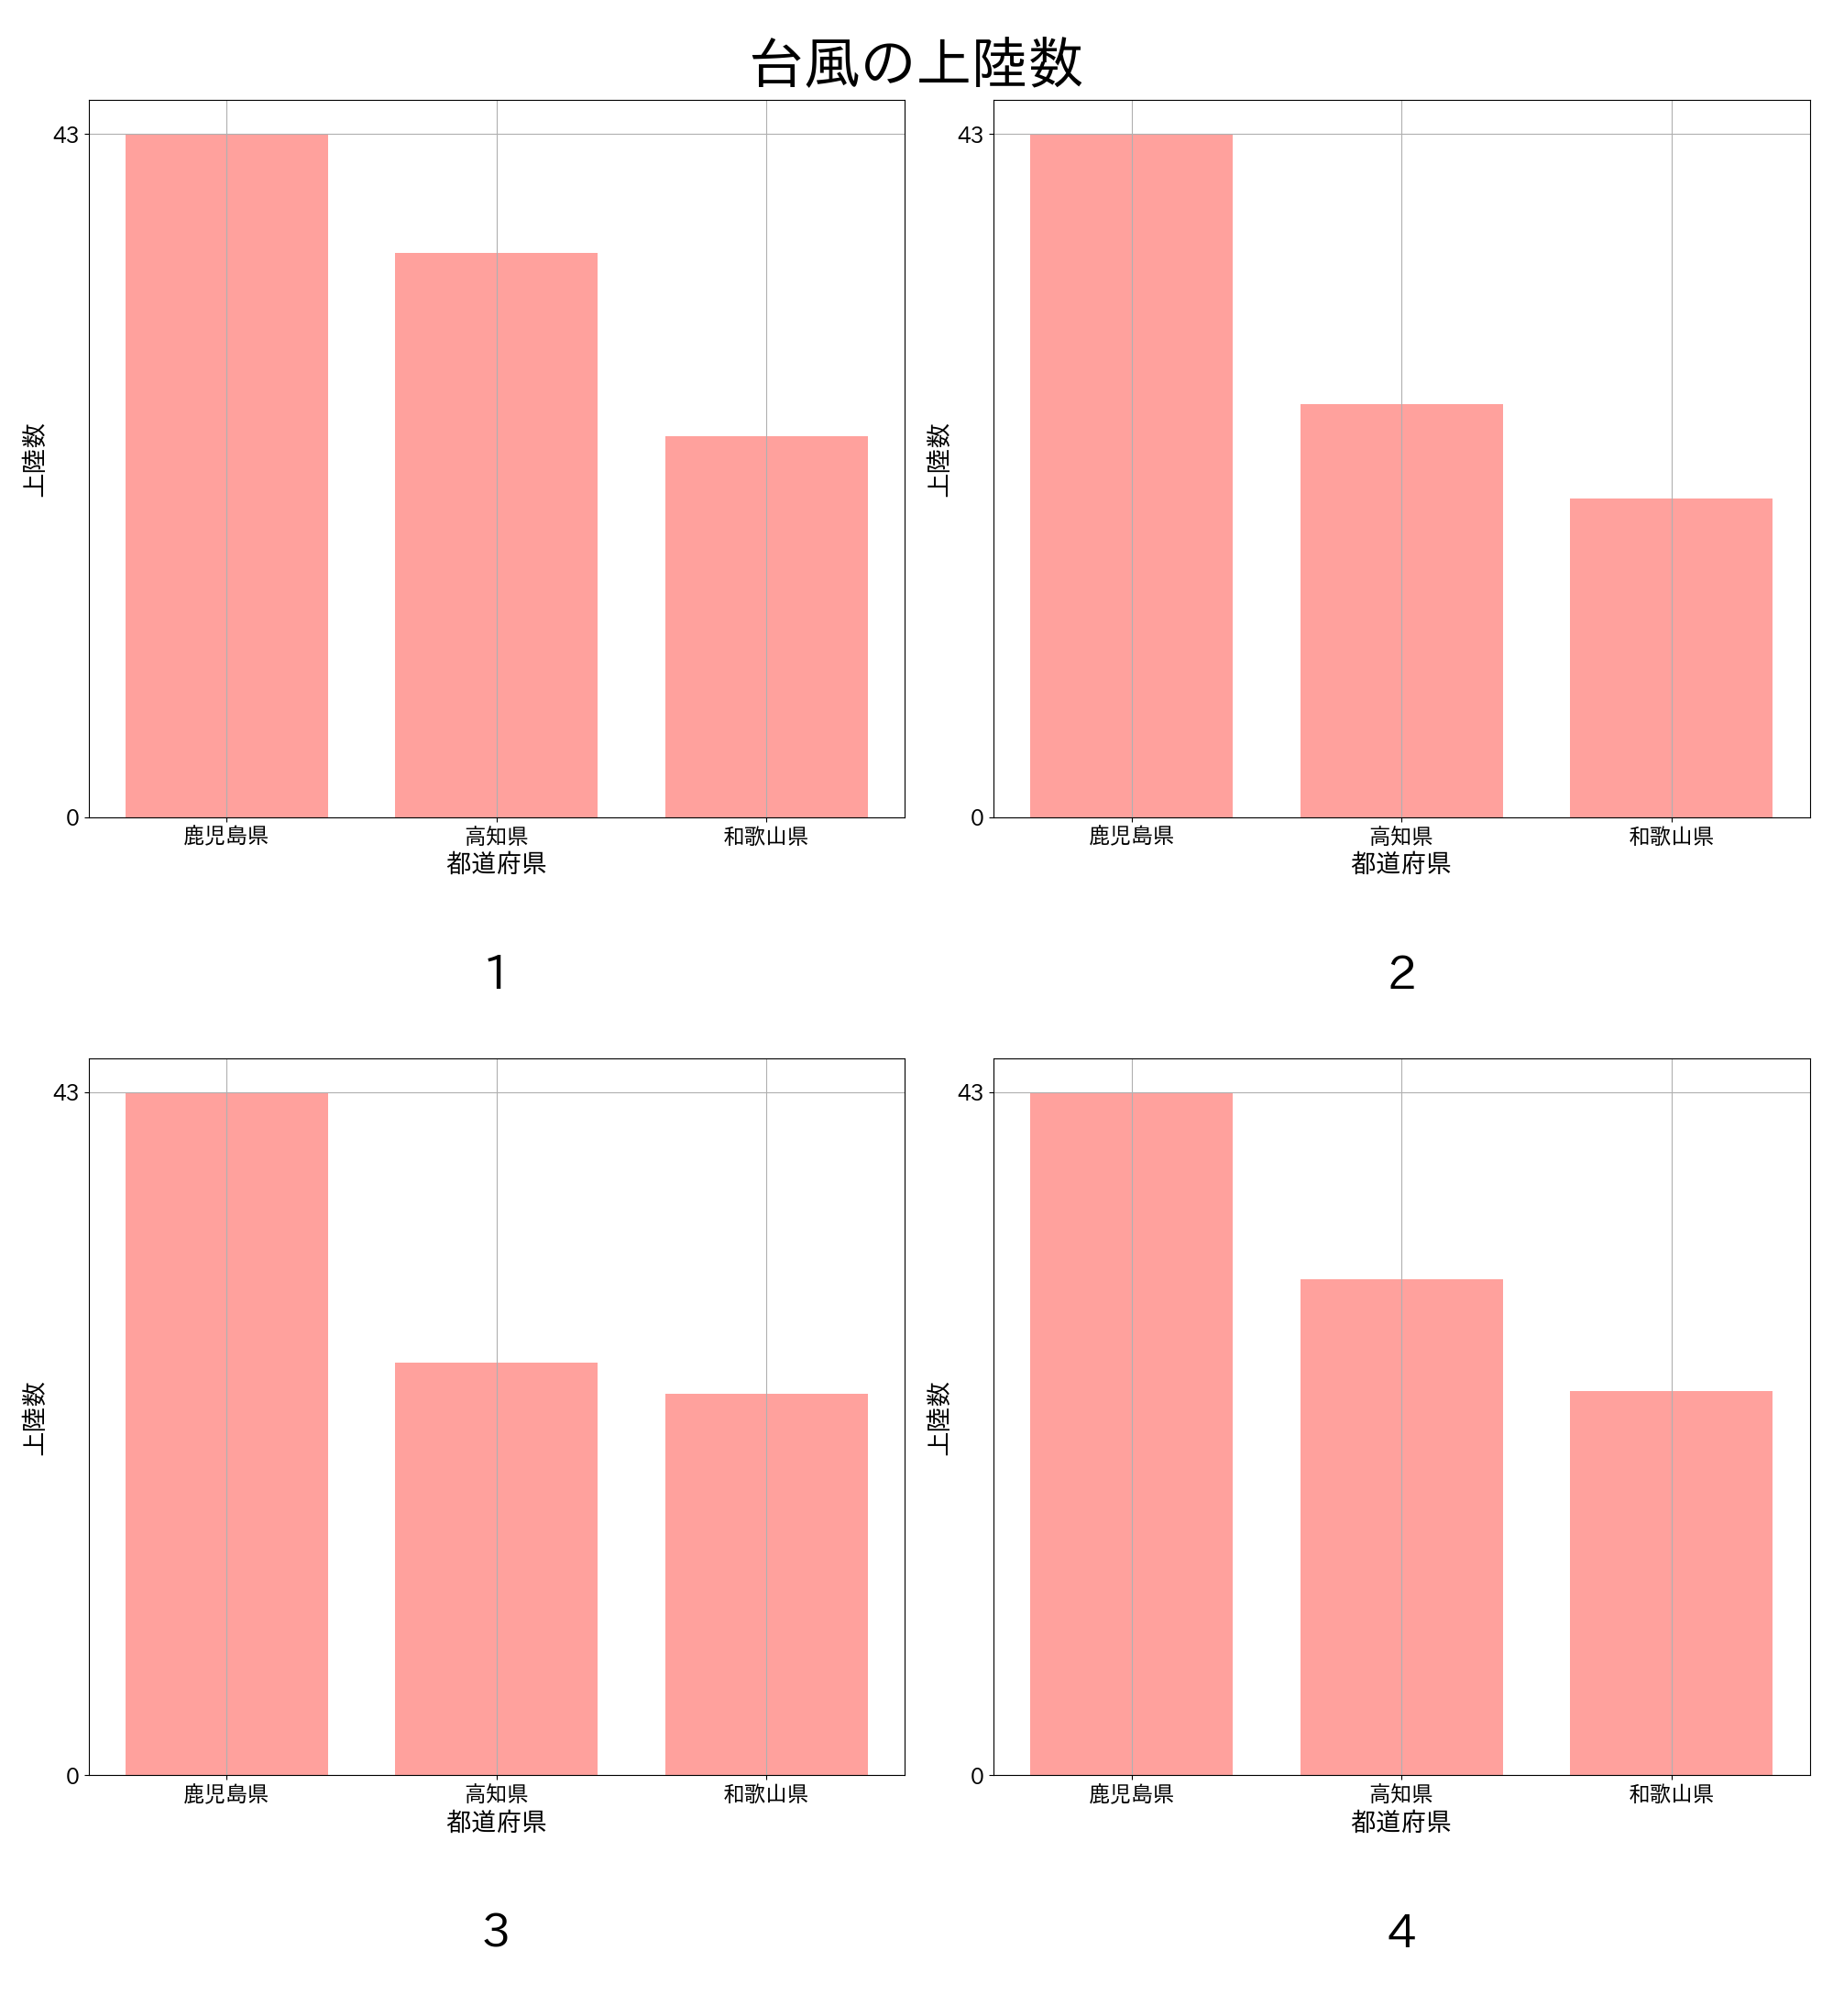 台風の上陸数
43
上陸数
0
鹿児島県 高知県 和歌山県
都道府県
1
43
上陸数
0
鹿児島県 高知県 和歌山県
都道府県
2
43
上陸数
0
鹿児島県 高知県 和歌山県
都道府県
3
43
上陸数
0
鹿児島県 高知県 和歌山県
都道府県
4